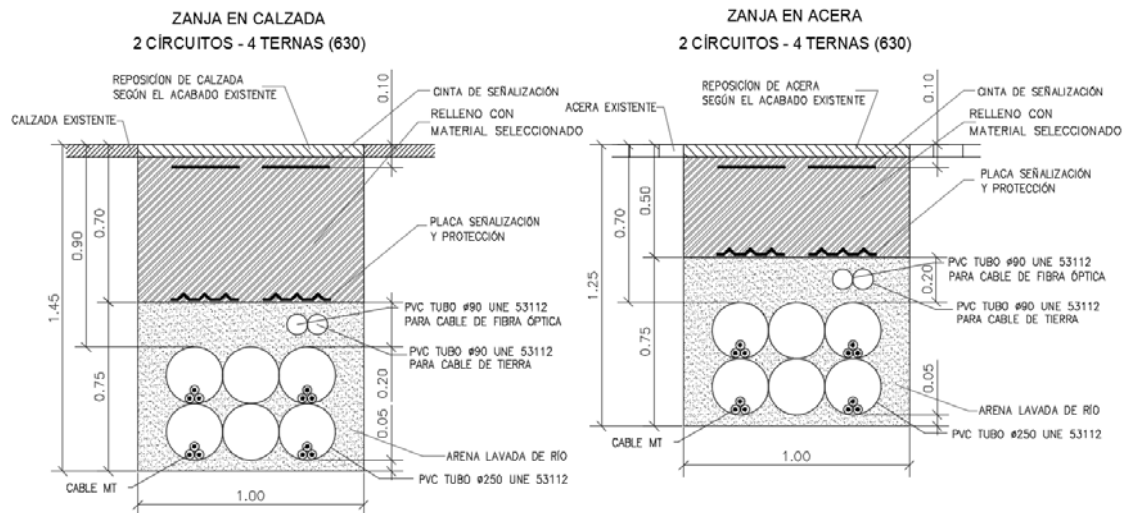 ZANJA EN CALZADA
2 CÍRCUITOS - 4 TERNAS (630)
REPOSICION DE CALZADA
SEGÚN EL ACABADO EXISTENTE
CALZADA EXISTENTE
0.10
CINTA DE SEÑALIZACIÓN
RELLENO CON
MATERIAL SELECCIONADO
PLACA SEÑALIZACIÓN
Y PROTECCIÓN
0.70
0.90
1.45
0.75
PVC TUBO ø90 UNE 53112
PARA CABLE DE FIBRA ÓPTICA
PVC TUBO ø90 UNE 53112
PARA CABLE DE TIERRA
0.20
0.05
ARENA LAVADA DE RÍO
CABLE MT
PVC TUBO ø250 UNE 53112
1.00
ZANJA EN ACERA
2 CÍRCUITOS - 4 TERNAS (630)
REPOSICION DE ACERA
SEGÚN EL ACABADO EXISTENTE
ACERA EXISTENTE
0.10
CINTA DE SEÑALIZACIÓN
RELLENO CON
MATERIAL SELECCIONADO
PLACA SEÑALIZACIÓN
Y PROTECCIÓN
0.50
0.70
1.25
0.75
PVC TUBO ø90 UNE 53112
PARA CABLE DE FIBRA ÓPTICA
0.20
PVC TUBO ø90 UNE 53112
PARA CABLE DE TIERRA
0.05
ARENA LAVADA DE RÍO
CABLE MT
PVC TUBO ø250 UNE 53112
1.00